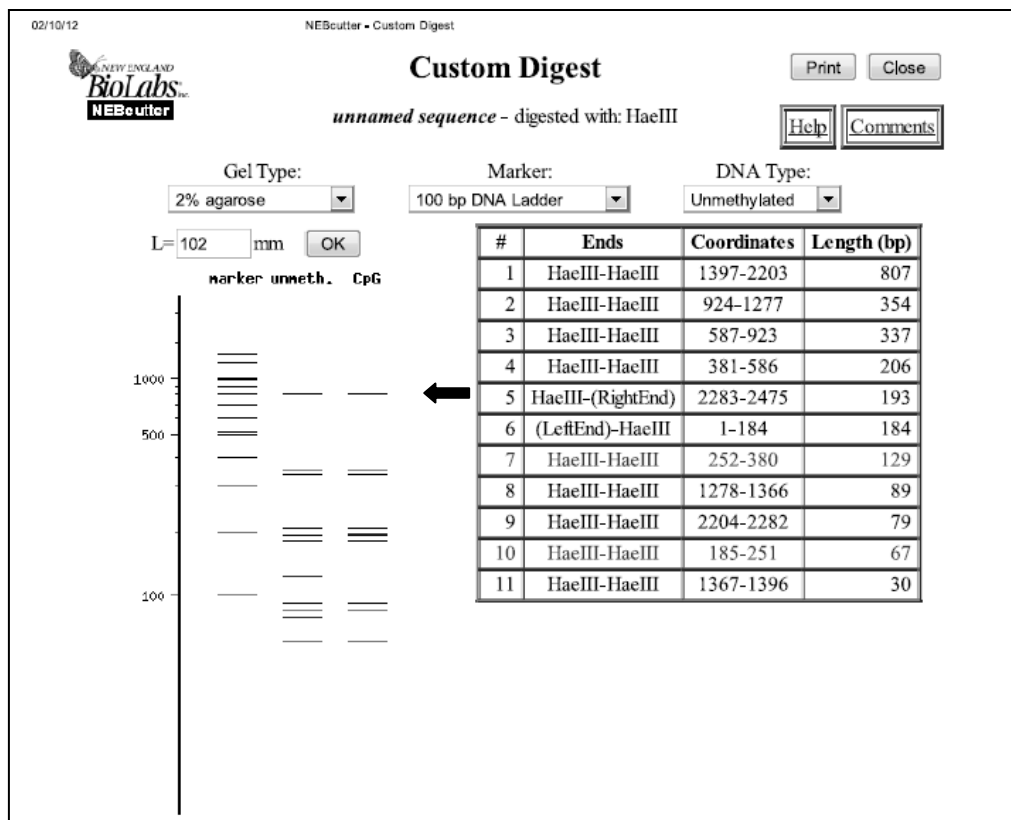 02/10/12 NEBcutter - Custom Digest
NEW ENGLAND
BioLabs Inc.
NEBcutter
Custom Digest
Print Close
unnamed sequence - digested with: HaeIII
Help Comments
Gel Type: Marker: DNA Type:
2% agarose 100 bp DNA Ladder Unmethylated
L= 102 mm OK
marker unmeth. CpG
1000
500
100
# Ends Coordinates Length (bp)
1 HaeIII-HaeIII 1397-2203 807
2 HaeIII-HaeIII 924-1277 354
3 HaeIII-HaeIII 587-923 337
4 HaeIII-HaeIII 381-586 206
5 HaeIII-(RightEnd) 2283-2475 193
6 (LeftEnd)-HaeIII 1-184 184
7 HaeIII-HaeIII 252-380 129
8 HaeIII-HaeIII 1278-1366 89
9 HaeIII-HaeIII 2204-2282 79
10 HaeIII-HaeIII 185-251 67
11 HaeIII-HaeIII 1367-1396 30